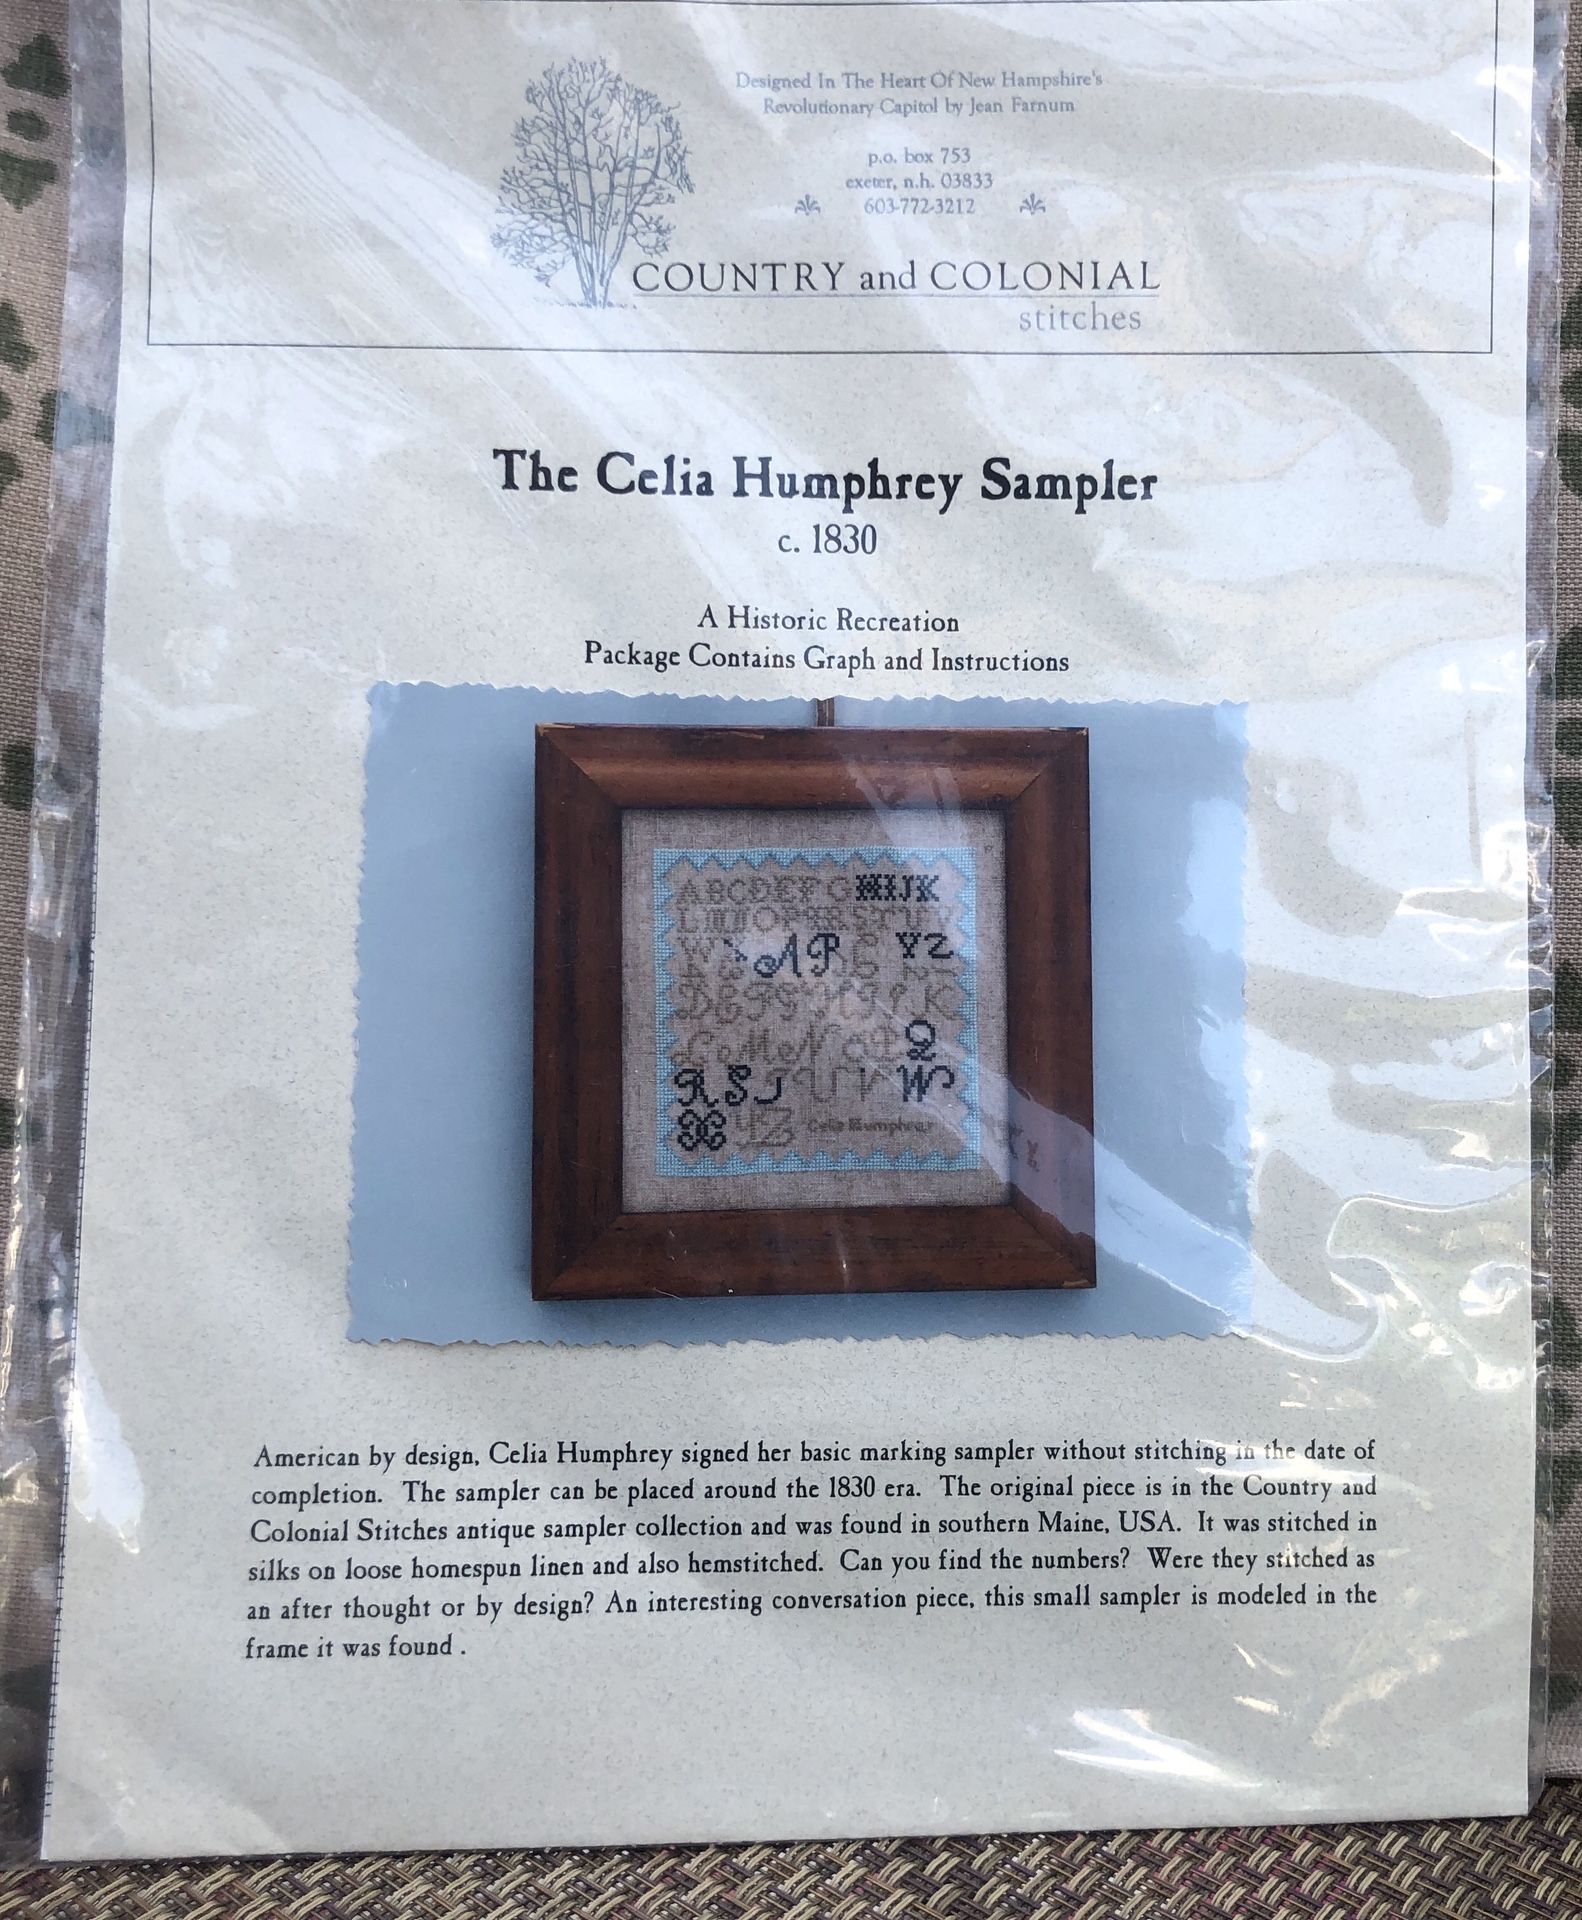 Designed In The Heart Of New Hampshire's
Revolutionary Capitol by Jean Farnum
p.o. box 753
exeter, n.h. 03833
603-772-3212
COUNTRY and COLONIAL
stitches
The Celia Humphrey Sampler
c. 1830
A Historic Recreation
Package Contains Graph and Instructions
ABCDEFGHIJK
YZ
Q
W
Celia Humphrey
American by design, Celia Humphrey signed her basic marking sampler without stitching in the date of
completion. The sampler can be placed around the 1830 era. The original piece is in the Country and
Colonial Stitches antique sampler collection and was found in southern Maine, USA. It was stitched in
silks on loose homespun linen and also hemstitched. Can you find the numbers? Were they stitched as
an after thought or by design? An interesting conversation piece, this small sampler is modeled in the
frame it was found .